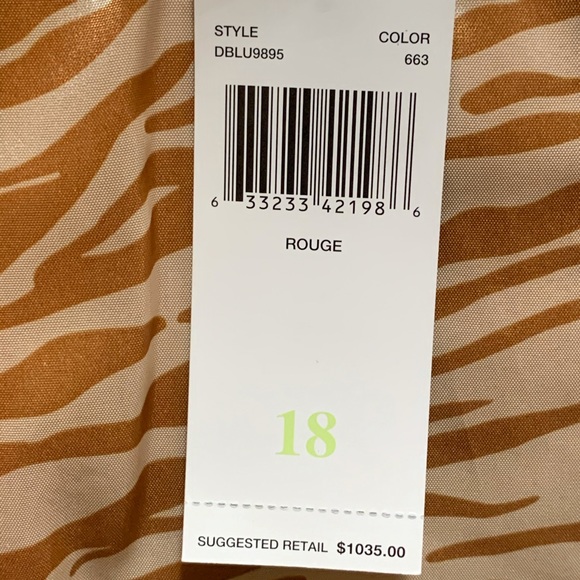 STYLE COLOR
DBLU9895 663
6 33233 42198 6
ROUGE
18
SUGGESTED RETAIL $1035.00